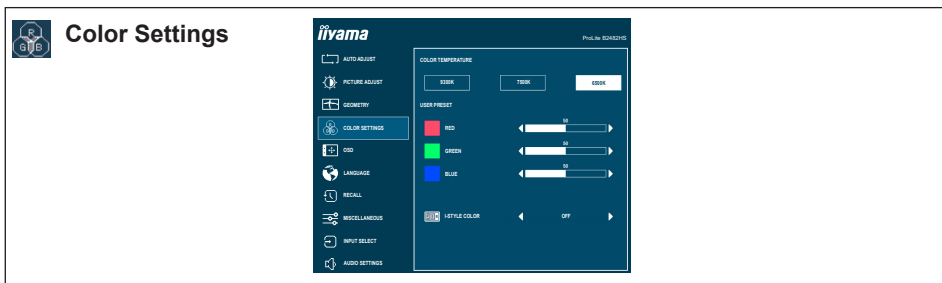 R
G B
Color Settings
iiyama
ProLite B2482HS
AUTO ADJUST
PICTURE ADJUST
GEOMETRY
COLOR SETTINGS
OSD
LANGUAGE
RECALL
MISCELLANEOUS
INPUT SELECT
AUDIO SETTINGS
COLOR TEMPERATURE
9300K 7500K 6500K
USER PRESET
RED 50
GREEN 50
BLUE 50
i-STYLE COLOR OFF